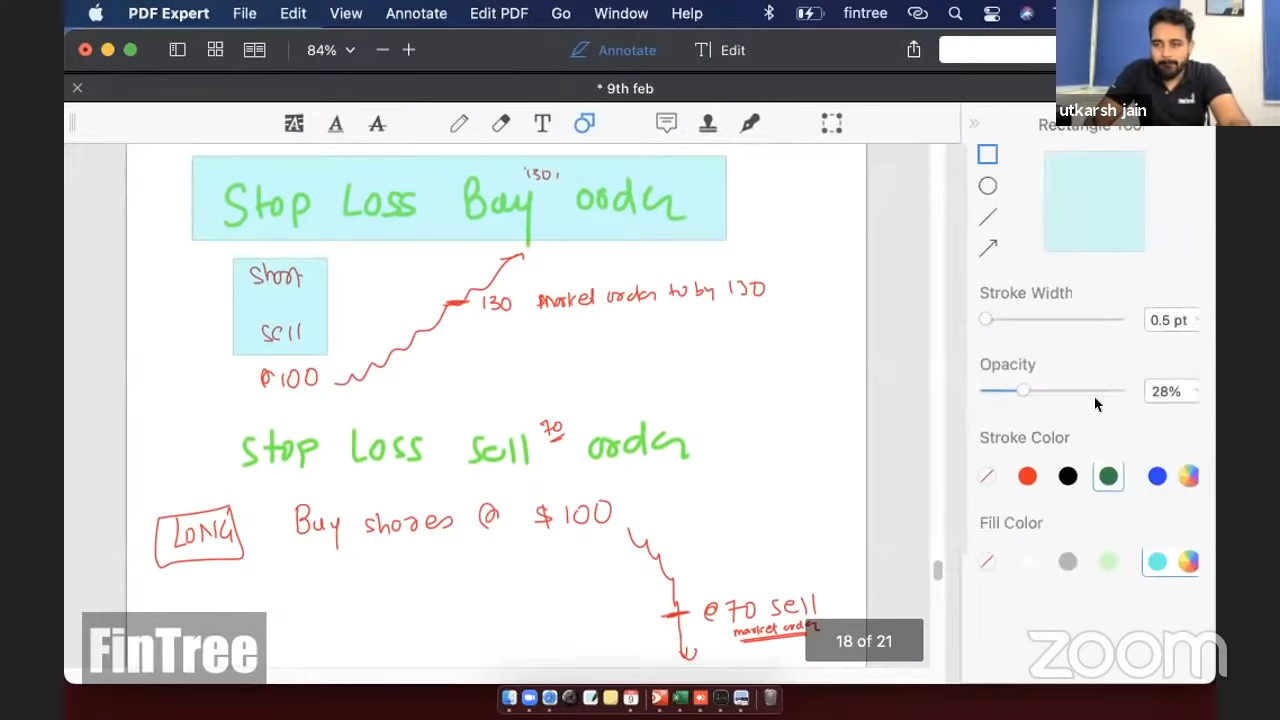 PDF Expert File Edit View Annotate Edit PDF Go Window Help fintree
84% Annotate T Edit
* 9th feb
utkarsh jain
Stop Loss Buy 130 order
Short
sell
@ 100
130 market order to by 130
Stop Loss sell 70 order
LONG Buy shares @ $100
@ 70 sell
market order
18 of 21
Rectangle Tool
Stroke Width
0.5 pt
Opacity
28%
Stroke Color
Fill Color
FinTree
zoom